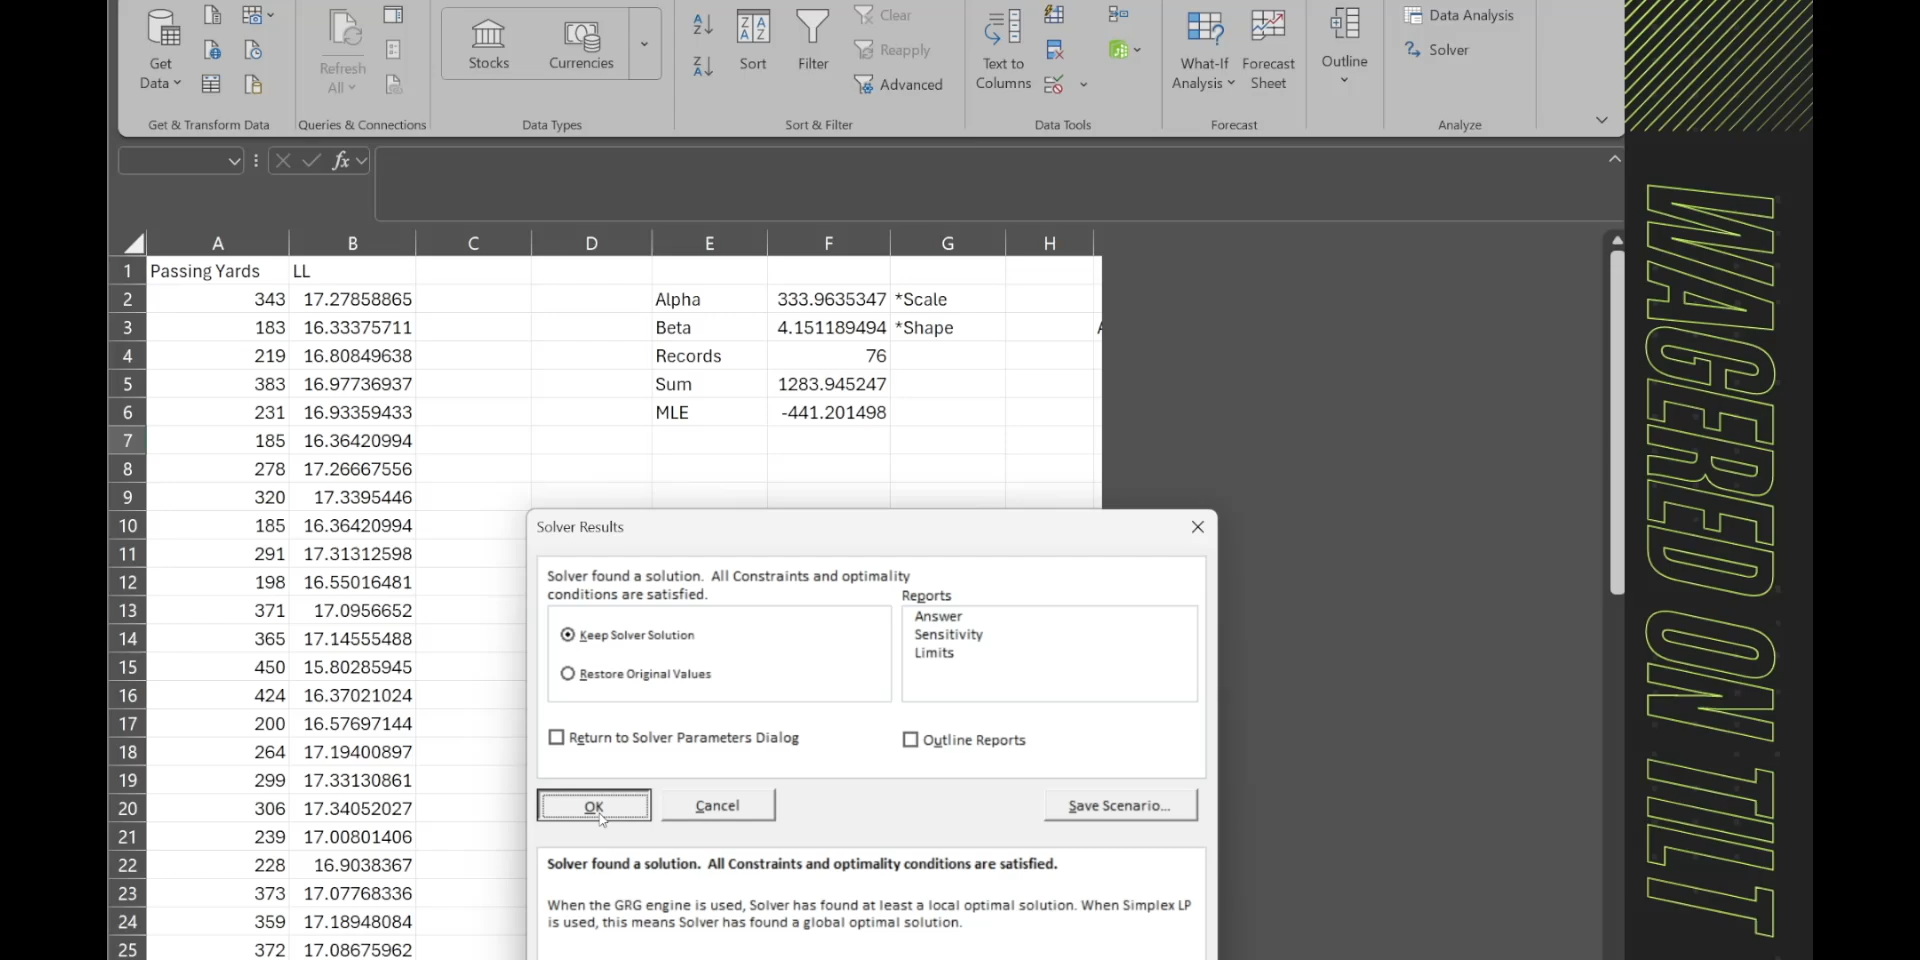 Get Data
Refresh All
Stocks
Currencies
Sort
Filter
Clear
Reapply
Advanced
Text to Columns
What-If Analysis
Forecast Sheet
Outline
Data Analysis
Solver
Get & Transform Data
Queries & Connections
Data Types
Sort & Filter
Data Tools
Forecast
Analyze
fx
A B C D E F G H
1 Passing Yards LL
2 343 17.27858865 Alpha 333.9635347 *Scale
3 183 16.33375711 Beta 4.151189494 *Shape
4 219 16.80849638 Records 76
5 383 16.97736937 Sum 1283.945247
6 231 16.93359433 MLE -441.201498
7 185 16.36420994
8 278 17.26667556
9 320 17.3395446
10 185 16.36420994
11 291 17.31312598
12 198 16.55016481
13 371 17.0956652
14 365 17.14555488
15 450 15.80285945
16 424 16.37021024
17 200 16.57697144
18 264 17.19400897
19 299 17.33130861
20 306 17.34052027
21 239 17.00801406
22 228 16.9038367
23 373 17.07768336
24 359 17.18948084
25 372 17.08675962
Solver Results
Solver found a solution. All Constraints and optimality
conditions are satisfied.
Keep Solver Solution
Restore Original Values
Reports
Answer
Sensitivity
Limits
Return to Solver Parameters Dialog
Outline Reports
OK
Cancel
Save Scenario...
Solver found a solution. All Constraints and optimality conditions are satisfied.
When the GRG engine is used, Solver has found at least a local optimal solution. When Simplex LP
is used, this means Solver has found a global optimal solution.
WAGERED ON TILT